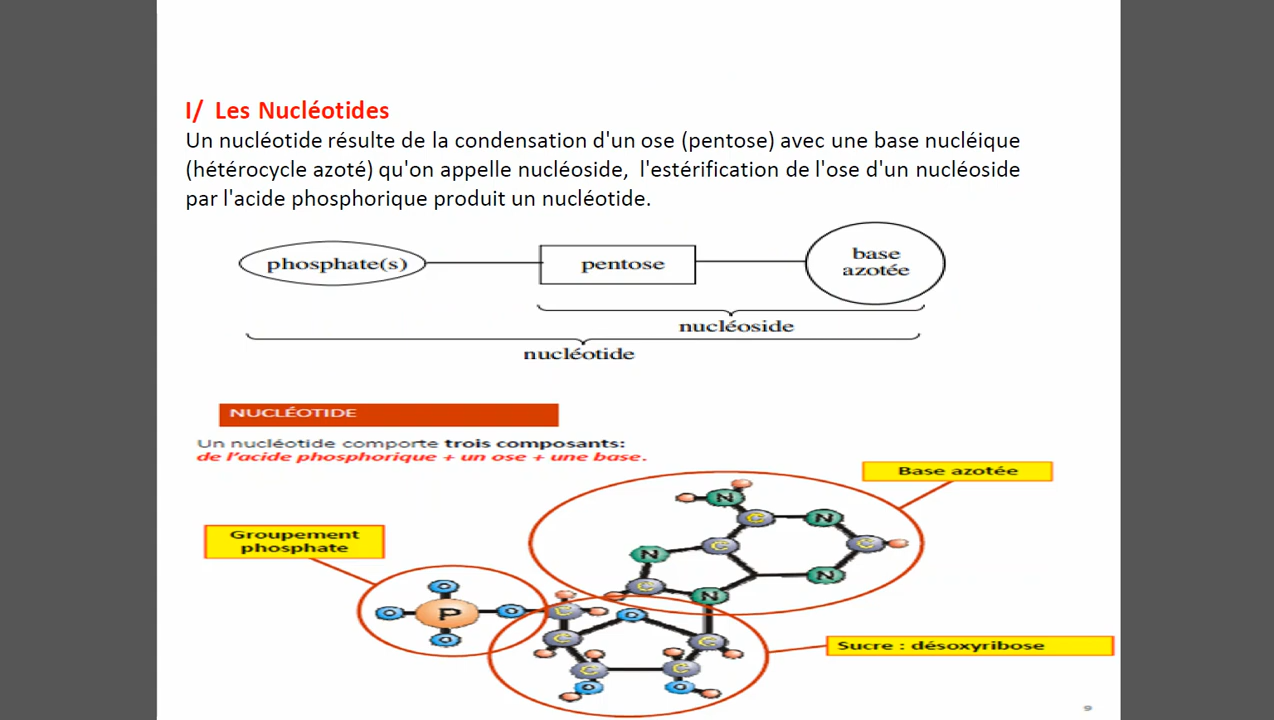 I/ Les Nucléotides
Un nucléotide résulte de la condensation d'un ose (pentose) avec une base nucléique
(hétérocycle azoté) qu'on appelle nucléoside, l'estérification de l'ose d'un nucléoside
par l'acide phosphorique produit un nucléotide.
phosphate(s)
pentose
base
azotée
nucléoside
nucléotide
NUCLÉOTIDE
Un nucléotide comporte trois composants:
de l'acide phosphorique + un ose + une base.
Base azotée
Groupement
phosphate
N
C
N
N
C
C
C
N
N
O
O
P
O
O
C
O
C
C
C
C
O
O
Sucre : désoxyribose
9